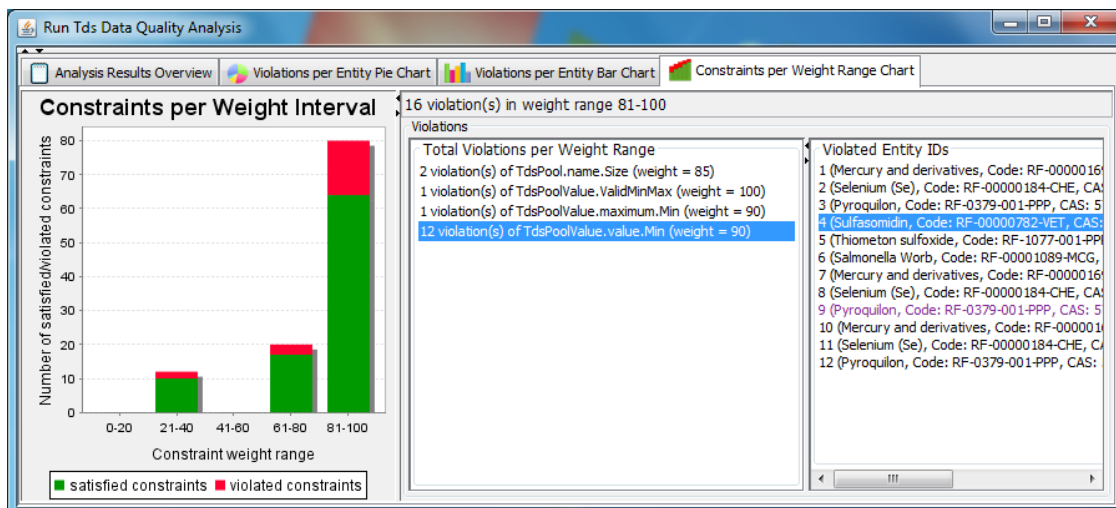 Run Tds Data Quality Analysis
Analysis Results Overview
Violations per Entity Pie Chart
Violations per Entity Bar Chart
Constraints per Weight Range Chart
Constraints per Weight Interval
Number of satisfied/violated constraints
80
70
60
50
40
30
20
10
0
0-20 21-40 41-60 61-80 81-100
Constraint weight range
satisfied constraints violated constraints
16 violation(s) in weight range 81-100
Violations
Total Violations per Weight Range
2 violation(s) of TdsPool.name.Size (weight = 85)
1 violation(s) of TdsPoolValue.ValidMinMax (weight = 100)
1 violation(s) of TdsPoolValue.maximum.Min (weight = 90)
12 violation(s) of TdsPoolValue.value.Min (weight = 90)
Violated Entity IDs
1 (Mercury and derivatives, Code: RF-0000016
2 (Selenium (Se), Code: RF-00000184-CHE, CAS:
3 (Pyroquilon, Code: RF-0379-001-PPP, CAS: 5
4 (Sulfasomidin, Code: RF-00000782-VET, CAS:
5 (Thiometon sulfoxide, Code: RF-1077-001-PP
6 (Salmonella Worb, Code: RF-00001089-MCG,
7 (Mercury and derivatives, Code: RF-0000016
8 (Selenium (Se), Code: RF-00000184-CHE, CA
9 (Pyroquilon, Code: RF-0379-001-PPP, CAS: 5
10 (Mercury and derivatives, Code: RF-000001
11 (Selenium (Se), Code: RF-00000184-CHE, C
12 (Pyroquilon, Code: RF-0379-001-PPP, CAS: